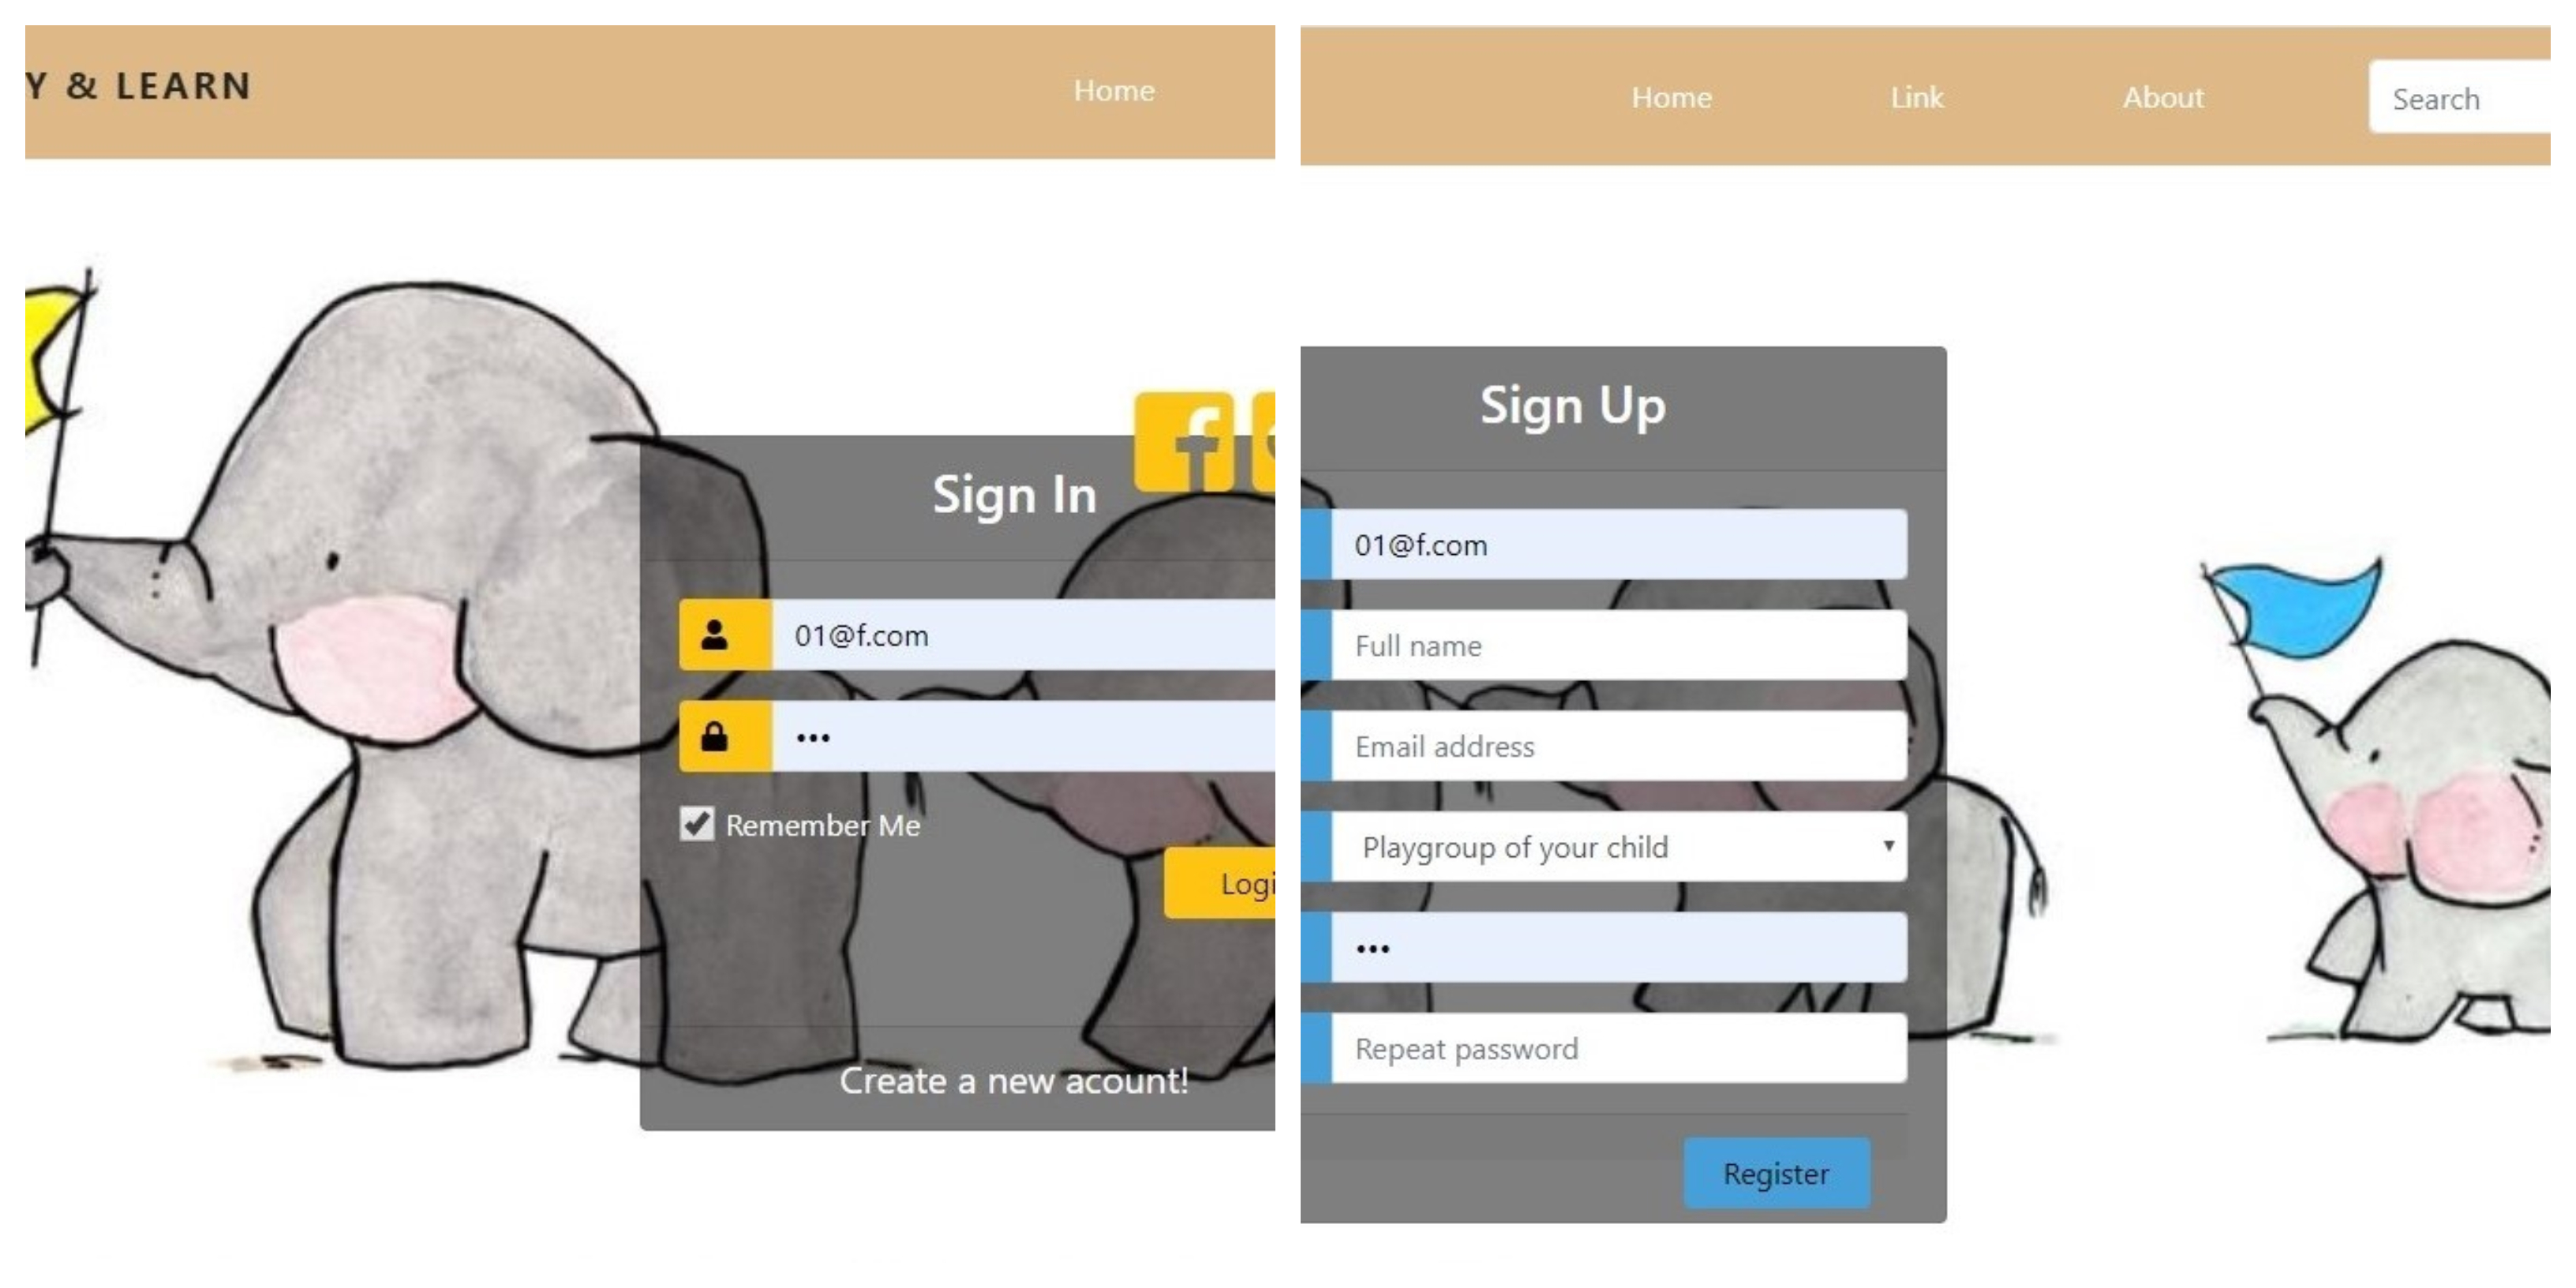 Y & LEARN
Home
Sign In
01@f.com
•••
Remember Me
Logi
Create a new acount!
Home Link About Search
Sign Up
01@f.com
Full name
Email address
Playgroup of your child
•••
Repeat password
Register